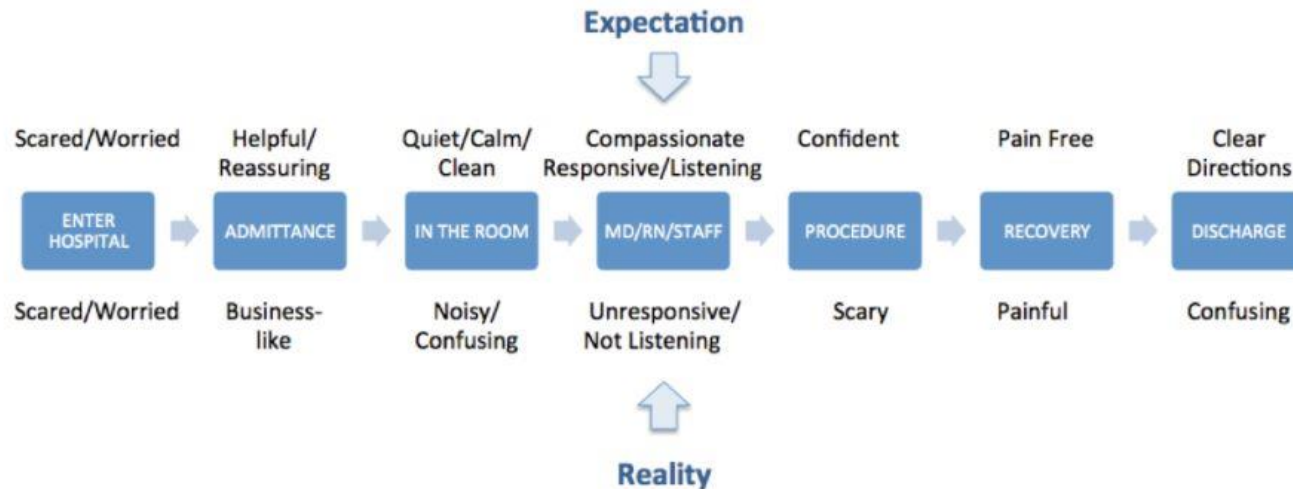 Expectation
Scared/Worried
Helpful/
Reassuring
Quiet/Calm/
Clean
Compassionate
Responsive/Listening
Confident
Pain Free
Clear
Directions
ENTER
HOSPITAL
ADMITTANCE
IN THE ROOM
MD/RN/STAFF
PROCEDURE
RECOVERY
DISCHARGE
Scared/Worried
Business-
like
Noisy/
Confusing
Unresponsive/
Not Listening
Scary
Painful
Confusing
Reality